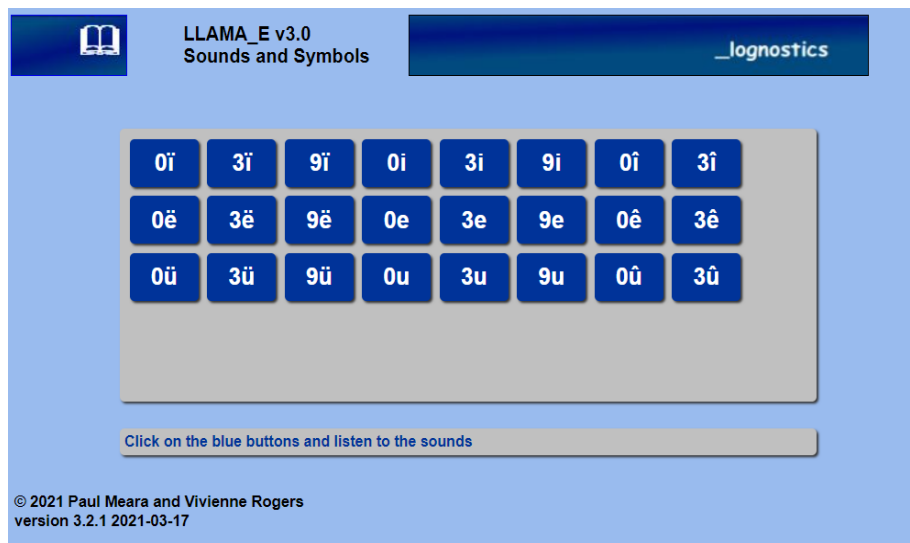 LLAMA_E v3.0
Sounds and Symbols
_lognostics
0ï 3ï 9ï 0i 3i 9i 0î 3î
0ë 3ë 9ë 0e 3e 9e 0ê 3ê
0ü 3ü 9ü 0u 3u 9u 0û 3û
Click on the blue buttons and listen to the sounds
© 2021 Paul Meara and Vivienne Rogers
version 3.2.1 2021-03-17